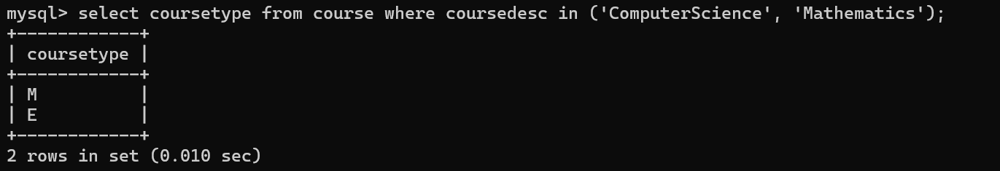 mysql> select coursetype from course where coursedesc in ('ComputerScience', 'Mathematics');
+------------+
| coursetype |
+------------+
| M          |
| E          |
+------------+
2 rows in set (0.010 sec)